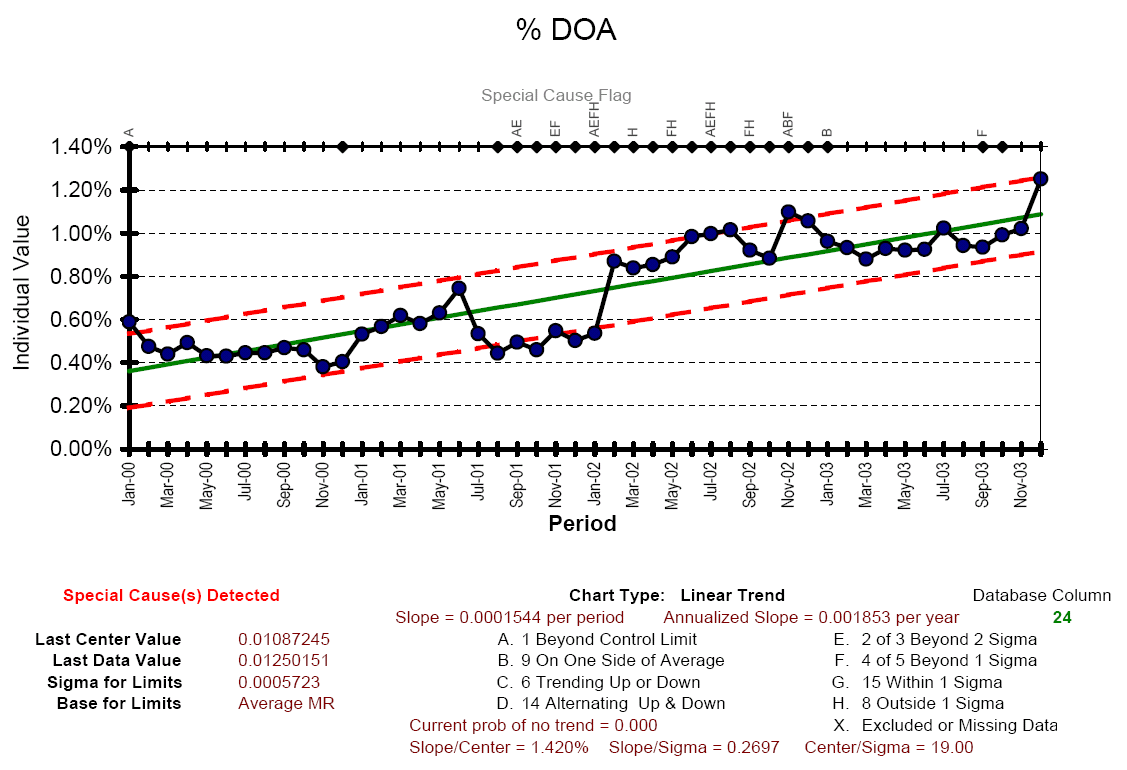 % DOA
Special Cause Flag
A AE EF AEFH H FH AEFH FH ABF B F
Individual Value
1.40%
1.20%
1.00%
0.80%
0.60%
0.40%
0.20%
0.00%
Jan-00 Mar-00 May-00 Jul-00 Sep-00 Nov-00 Jan-01 Mar-01 May-01 Jul-01 Sep-01 Nov-01 Jan-02 Mar-02 May-02 Jul-02 Sep-02 Nov-02 Jan-03 Mar-03 May-03 Jul-03 Sep-03 Nov-03
Period
Special Cause(s) Detected Chart Type: Linear Trend Database Column
Slope = 0.0001544 per period Annualized Slope = 0.001853 per year 24
Last Center Value 0.01087245 A. 1 Beyond Control Limit E. 2 of 3 Beyond 2 Sigma
Last Data Value 0.01250151 B. 9 On One Side of Average F. 4 of 5 Beyond 1 Sigma
Sigma for Limits 0.0005723 C. 6 Trending Up or Down G. 15 Within 1 Sigma
Base for Limits Average MR D. 14 Alternating Up & Down H. 8 Outside 1 Sigma
Current prob of no trend = 0.000 X. Excluded or Missing Data
Slope/Center = 1.420% Slope/Sigma = 0.2697 Center/Sigma = 19.00